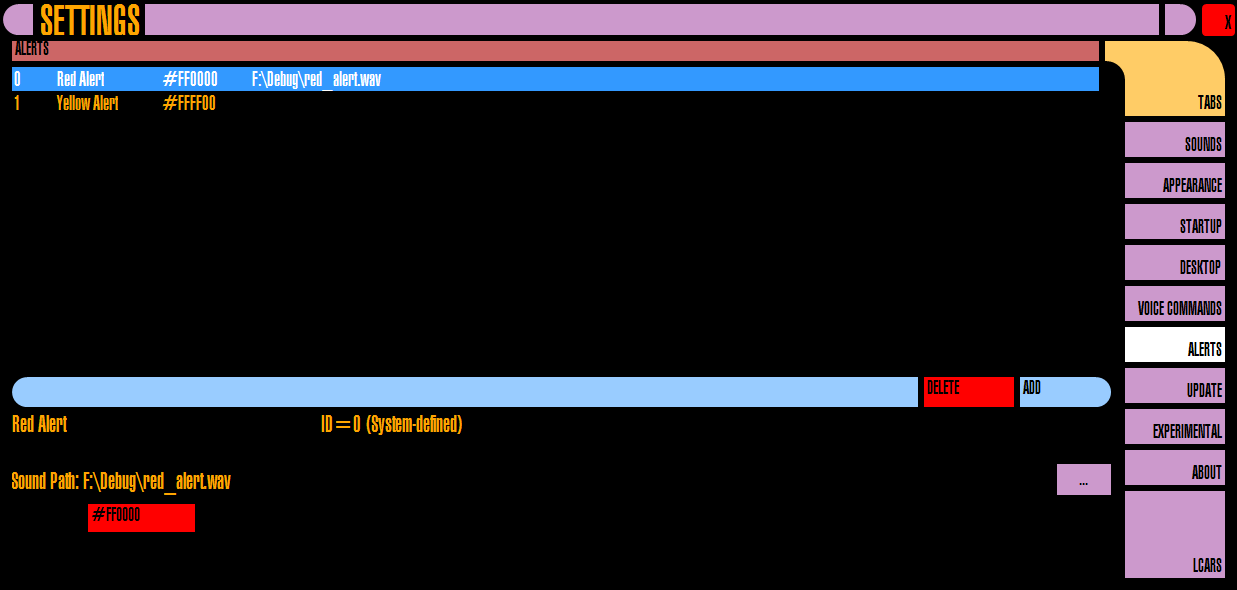 SETTINGS
X
ALERTS
0 Red Alert #FF0000 F:\Debug\red_alert.wav
1 Yellow Alert #FFFF00
TABS
SOUNDS
APPEARANCE
STARTUP
DESKTOP
VOICE COMMANDS
ALERTS
UPDATE
EXPERIMENTAL
ABOUT
LCARS
DELETE
ADD
Red Alert ID = 0 (System-defined)
Sound Path: F:\Debug\red_alert.wav
...
#FF0000